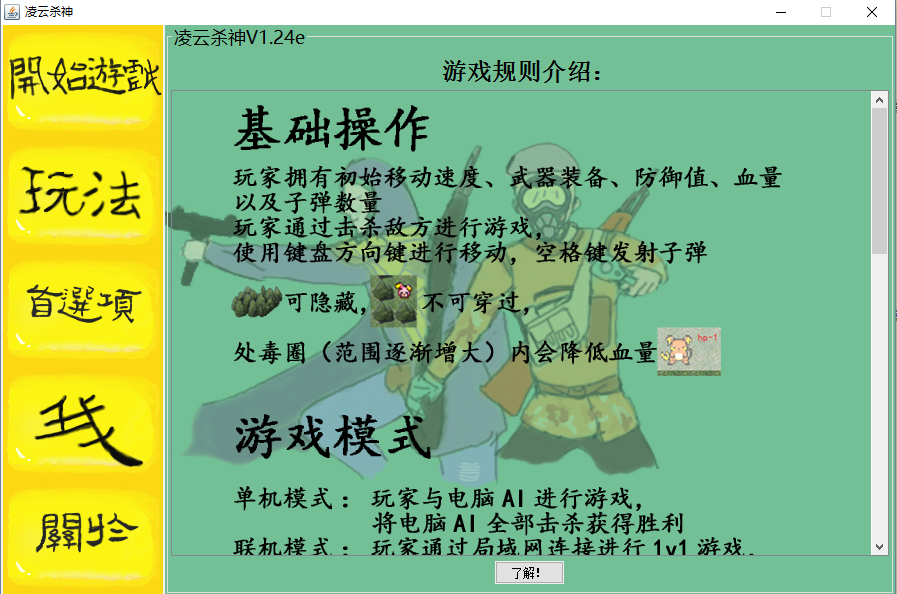 凌云杀神
開始遊戲
玩法
首選項
我
關於
凌云杀神V1.24e
游戏规则介绍：
基础操作
玩家拥有初始移动速度、武器装备、防御值、血量
以及子弹数量
玩家通过击杀敌方进行游戏，
使用键盘方向键进行移动，空格键发射子弹
可隐藏， 不可穿过，
处毒圈（范围逐渐增大）内会降低血量 hp-1
游戏模式
单机模式： 玩家与电脑AI进行游戏，
将电脑AI全部击杀获得胜利
联机模式： 玩家通过局域网连接进行1v1游戏，
了解!